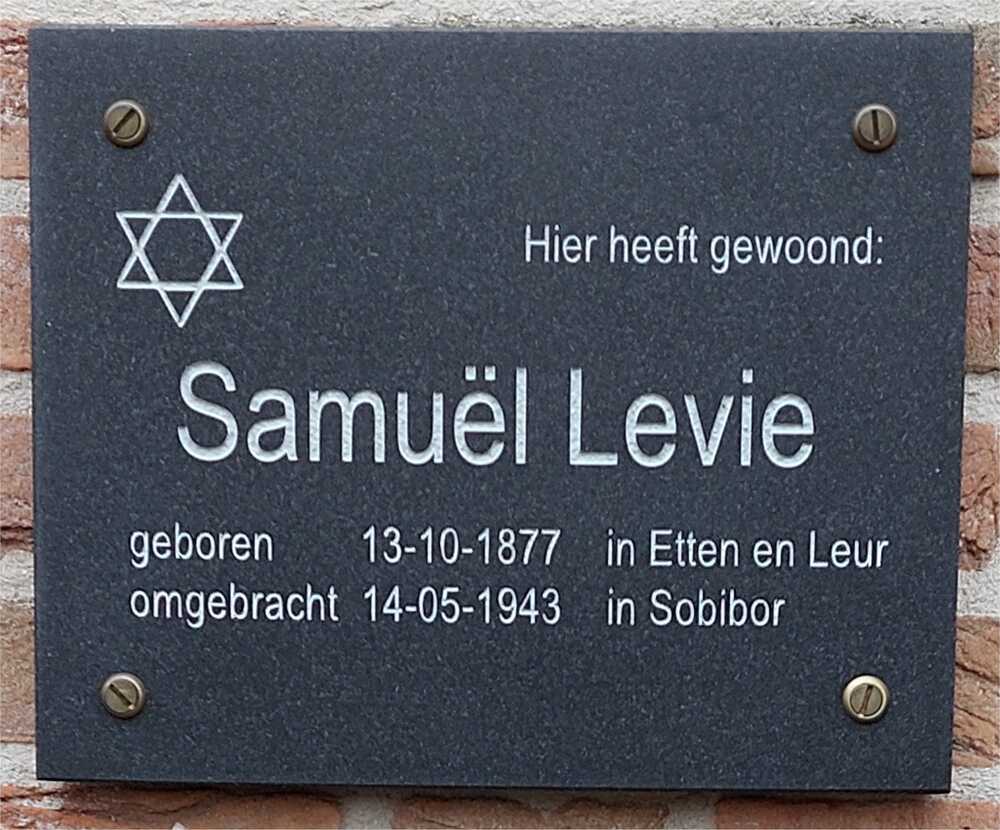 Hier heeft gewoond:
Samuël Levie
geboren 13-10-1877 in Etten en Leur
omgebracht 14-05-1943 in Sobibor